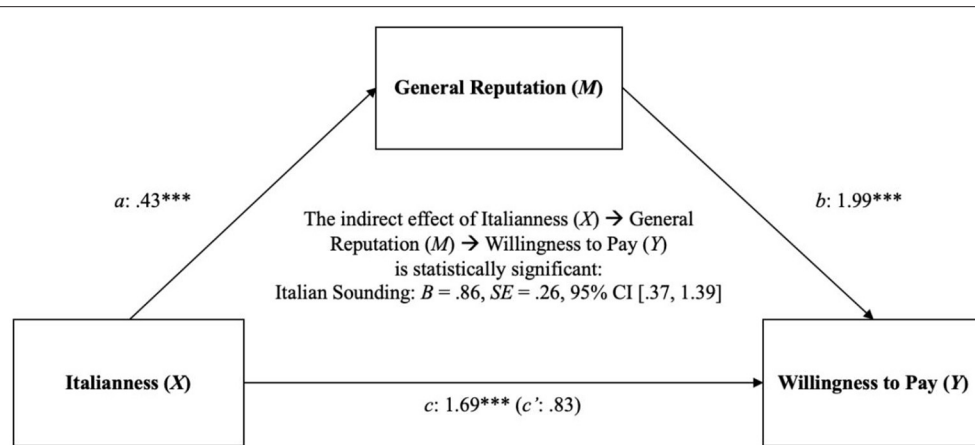 General Reputation (M)
a: .43***
b: 1.99***
The indirect effect of Italianness (X) → General
Reputation (M) → Willingness to Pay (Y)
is statistically significant:
Italian Sounding: B = .86, SE = .26, 95% CI [.37, 1.39]
Italianness (X)
Willingness to Pay (Y)
c: 1.69*** (c’: .83)